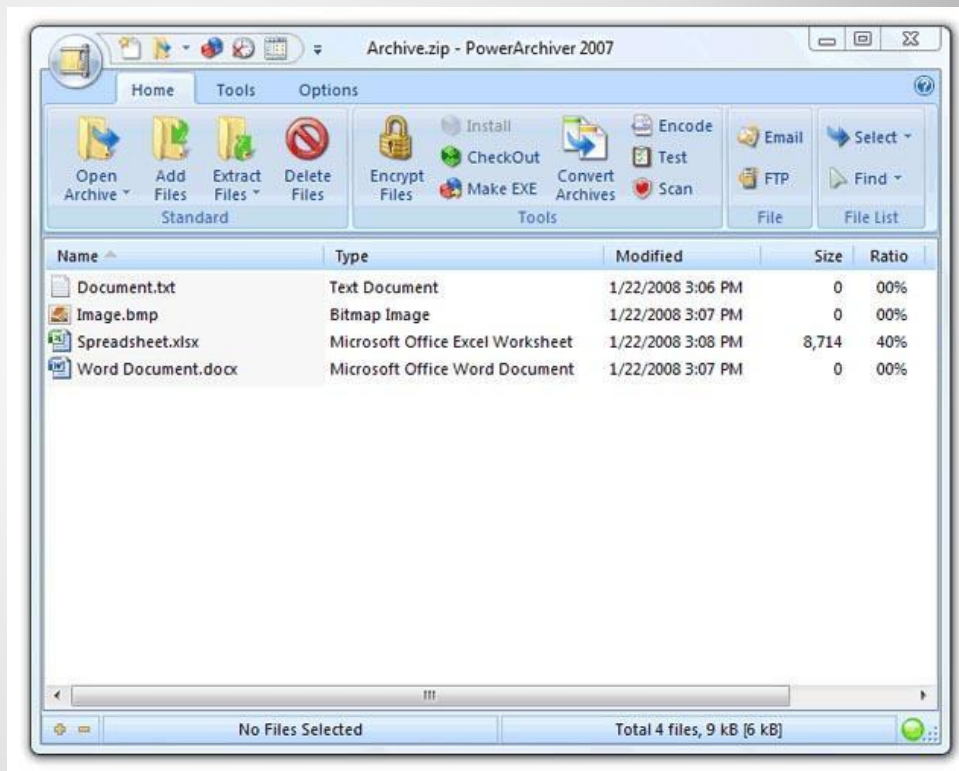 Archive.zip - PowerArchiver 2007
Home Tools Options
Open Archive
Add Files
Extract Files
Delete Files
Standard
Encrypt Files
Install
CheckOut
Make EXE
Convert Archives
Encode
Test
Scan
Tools
Email
FTP
File
Select
Find
File List
Name Type Modified Size Ratio
Document.txt Text Document 1/22/2008 3:06 PM 0 00%
Image.bmp Bitmap Image 1/22/2008 3:07 PM 0 00%
Spreadsheet.xlsx Microsoft Office Excel Worksheet 1/22/2008 3:08 PM 8,714 40%
Word Document.docx Microsoft Office Word Document 1/22/2008 3:07 PM 0 00%
No Files Selected Total 4 files, 9 kB [6 kB]